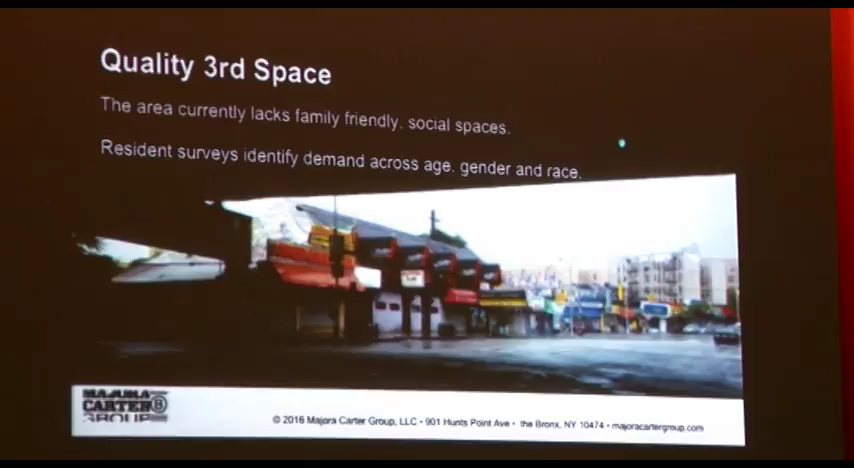 Quality 3rd Space
The area currently lacks family friendly. social spaces.
Resident surveys identify demand across age. gender and race.
MAJORA
CARTER
GROUP
© 2016 Majora Carter Group, LLC • 901 Hunts Point Ave • the Bronx, NY 10474 • majoracartergroup.com